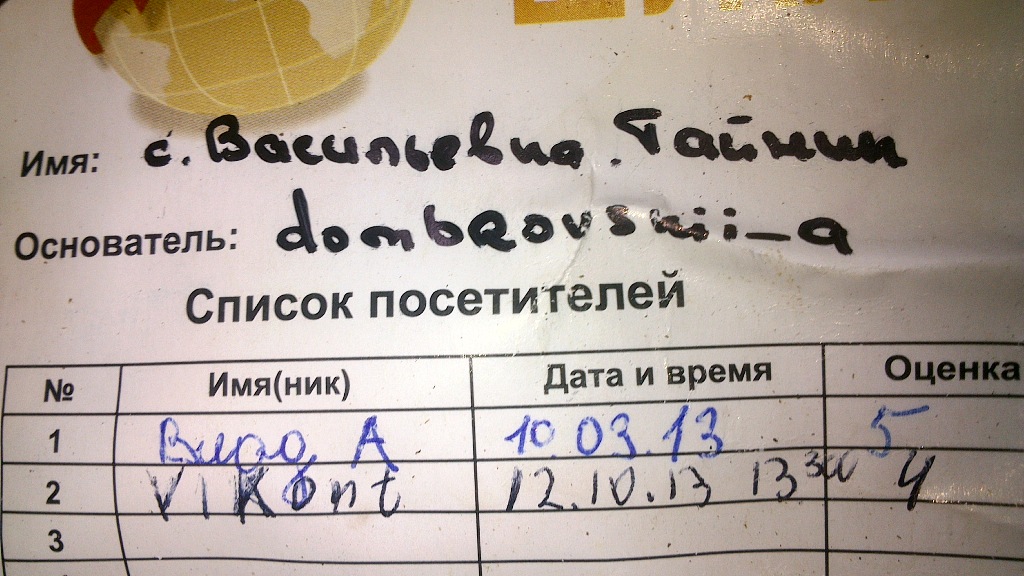 Имя: с. Васильевка. Тайник
Основатель: dombrovskii_a
Список посетителей
№ Имя(ник) Дата и время Оценка
1 А 10.03.13 5
2 Vikont 12.10.13 13 4
3